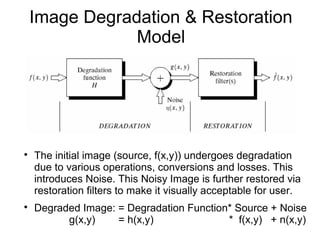 Image Degradation & Restoration
Model
f(x, y)
Degradation
function
H
+
g(x, y)
Restoration
filter(s)
f̂(x, y)
Noise
η(x, y)
DEGRADATION
RESTORATION
• The initial image (source, f(x,y)) undergoes degradation
due to various operations, conversions and losses. This
introduces Noise. This Noisy Image is further restored via
restoration filters to make it visually acceptable for user.
• Degraded Image: = Degradation Function* Source + Noise
g(x,y) = h(x,y) * f(x,y) + n(x,y)